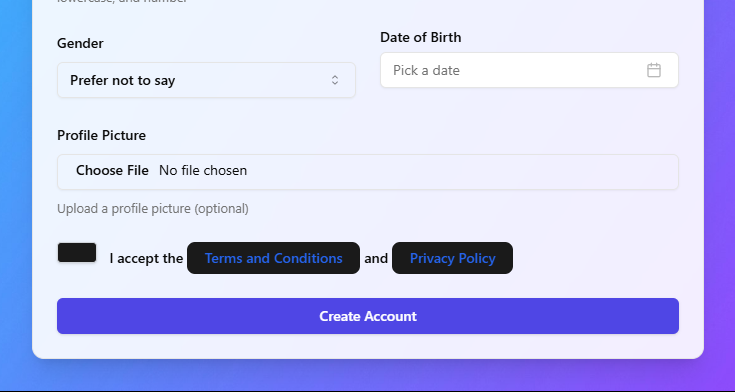 lowercase, and number
Gender
Date of Birth
Prefer not to say
Pick a date
Profile Picture
Choose File No file chosen
Upload a profile picture (optional)
I accept the Terms and Conditions and Privacy Policy
Create Account